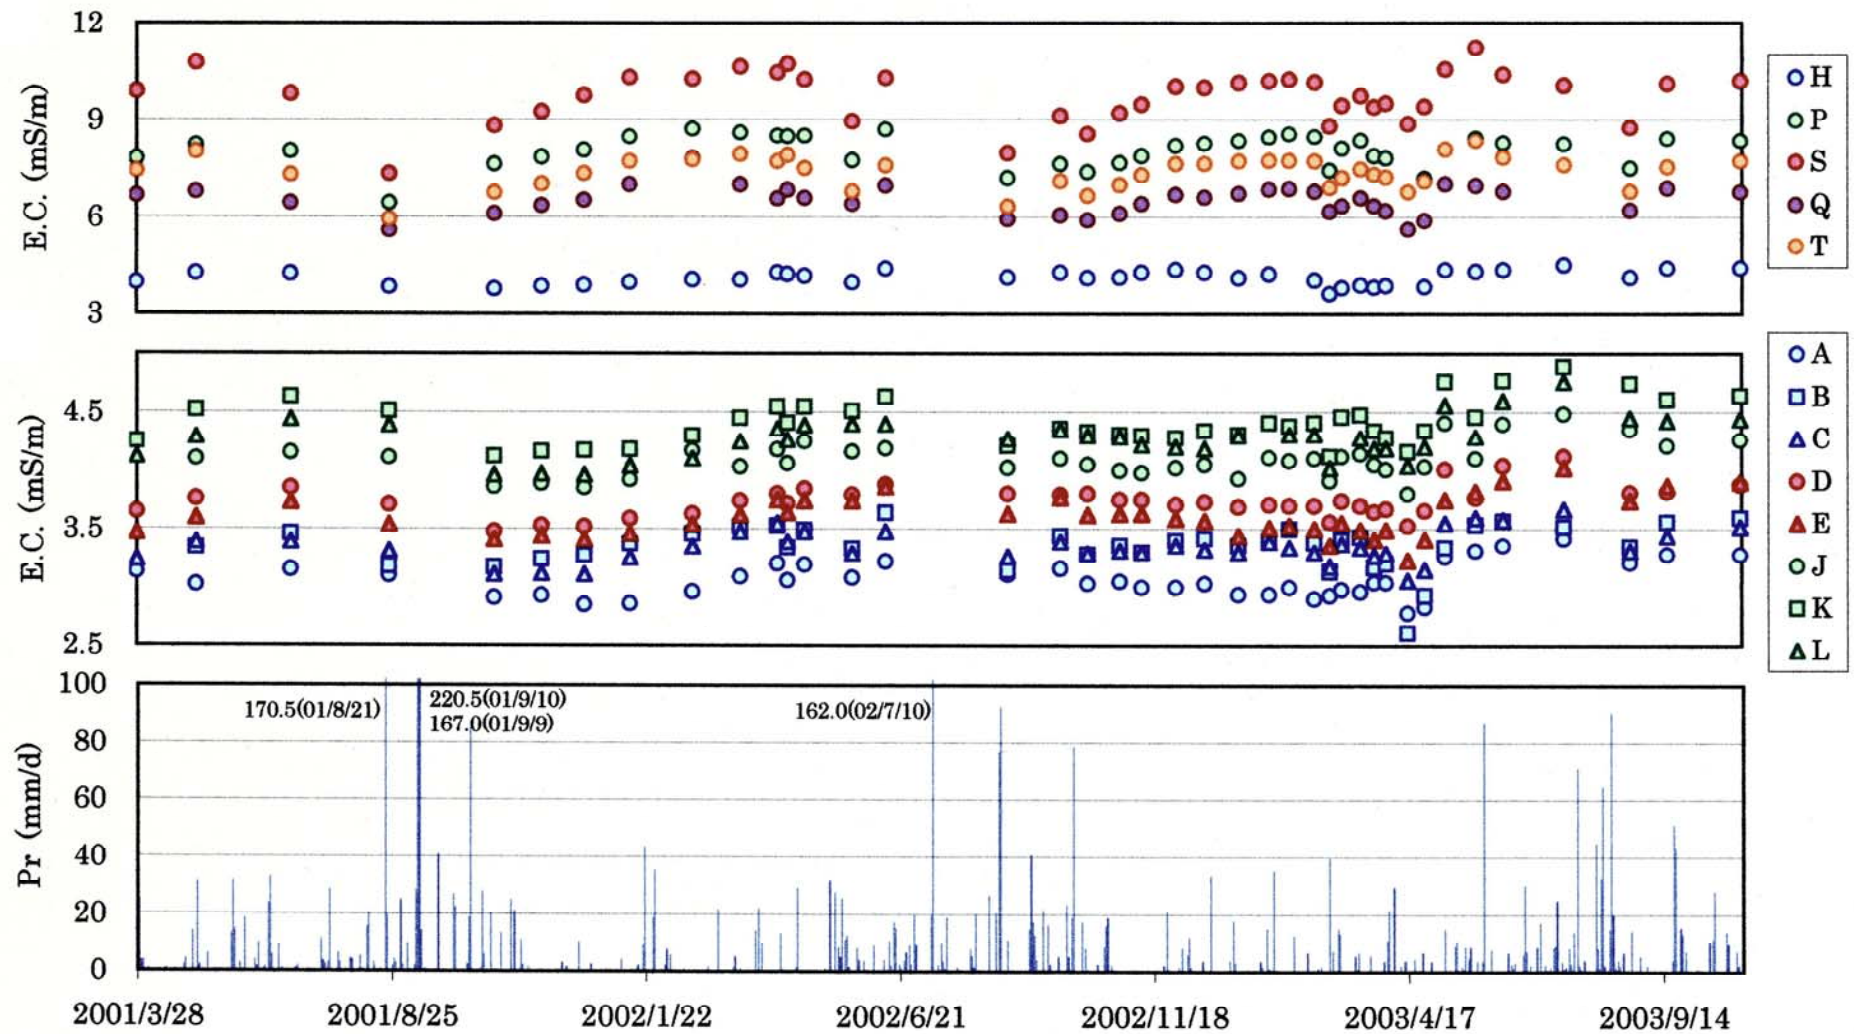 12
9
6
3
E.C. (mS/m)
H
P
S
Q
T
4.5
3.5
2.5
E.C. (mS/m)
A
B
C
D
E
J
K
L
100
80
60
40
20
0
Pr (mm/d)
170.5(01/8/21)
220.5(01/9/10)
167.0(01/9/9)
162.0(02/7/10)
2001/3/28 2001/8/25 2002/1/22 2002/6/21 2002/11/18 2003/4/17 2003/9/14